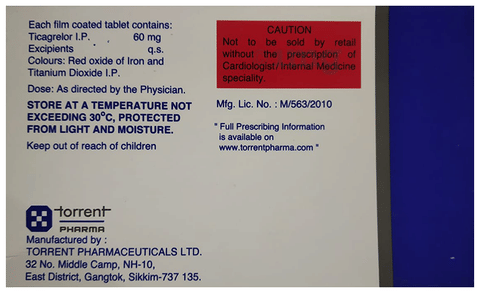 Each film coated tablet contains:
Ticagrelor I.P. 60 mg
Excipients q.s.
Colours: Red oxide of Iron and
Titanium Dioxide I.P.
Dose: As directed by the Physician.
STORE AT A TEMPERATURE NOT
EXCEEDING 30°C, PROTECTED
FROM LIGHT AND MOISTURE.
Keep out of reach of children
CAUTION
Not to be sold by retail
without the prescription of
Cardiologist/Internal Medicine
speciality.
Mfg. Lic. No. : M/563/2010
" Full Prescribing Information
is available on
www.torrentpharma.com "
torrent
PHARMA
Manufactured by :
TORRENT PHARMACEUTICALS LTD.
32 No. Middle Camp, NH-10,
East District, Gangtok, Sikkim-737 135.